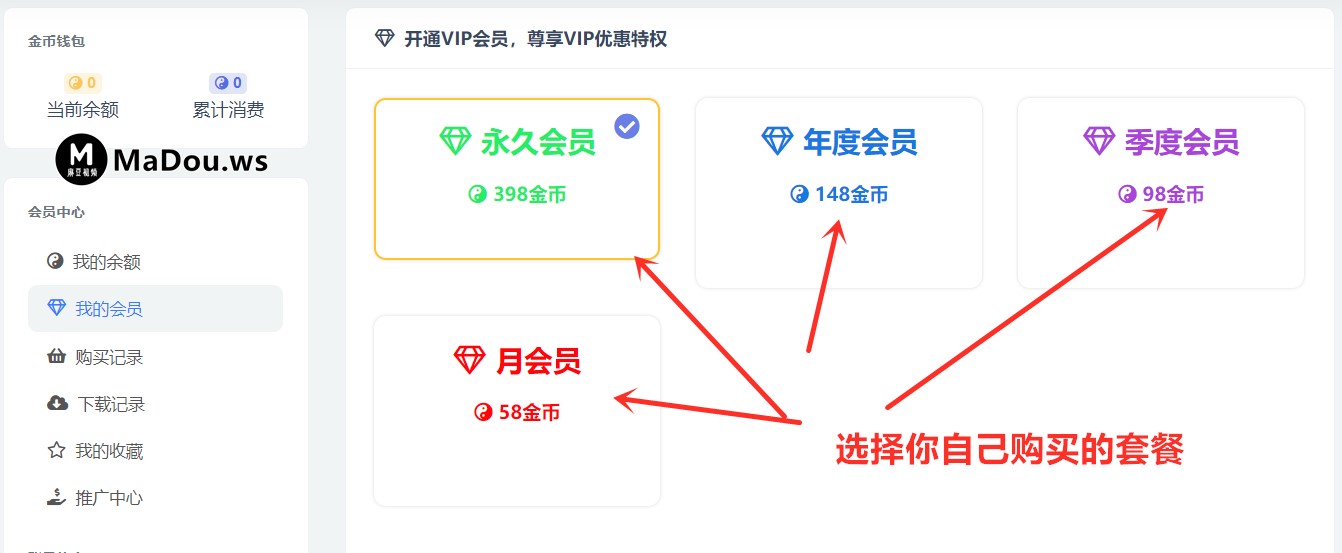 金币钱包
0 0
当前余额 累计消费
M
麻豆视频
MaDou.ws
会员中心
我的余额
我的会员
购买记录
下载记录
我的收藏
推广中心
开通VIP会员，尊享VIP优惠特权
永久会员
398金币
年度会员
148金币
季度会员
98金币
月会员
58金币
选择你自己购买的套餐